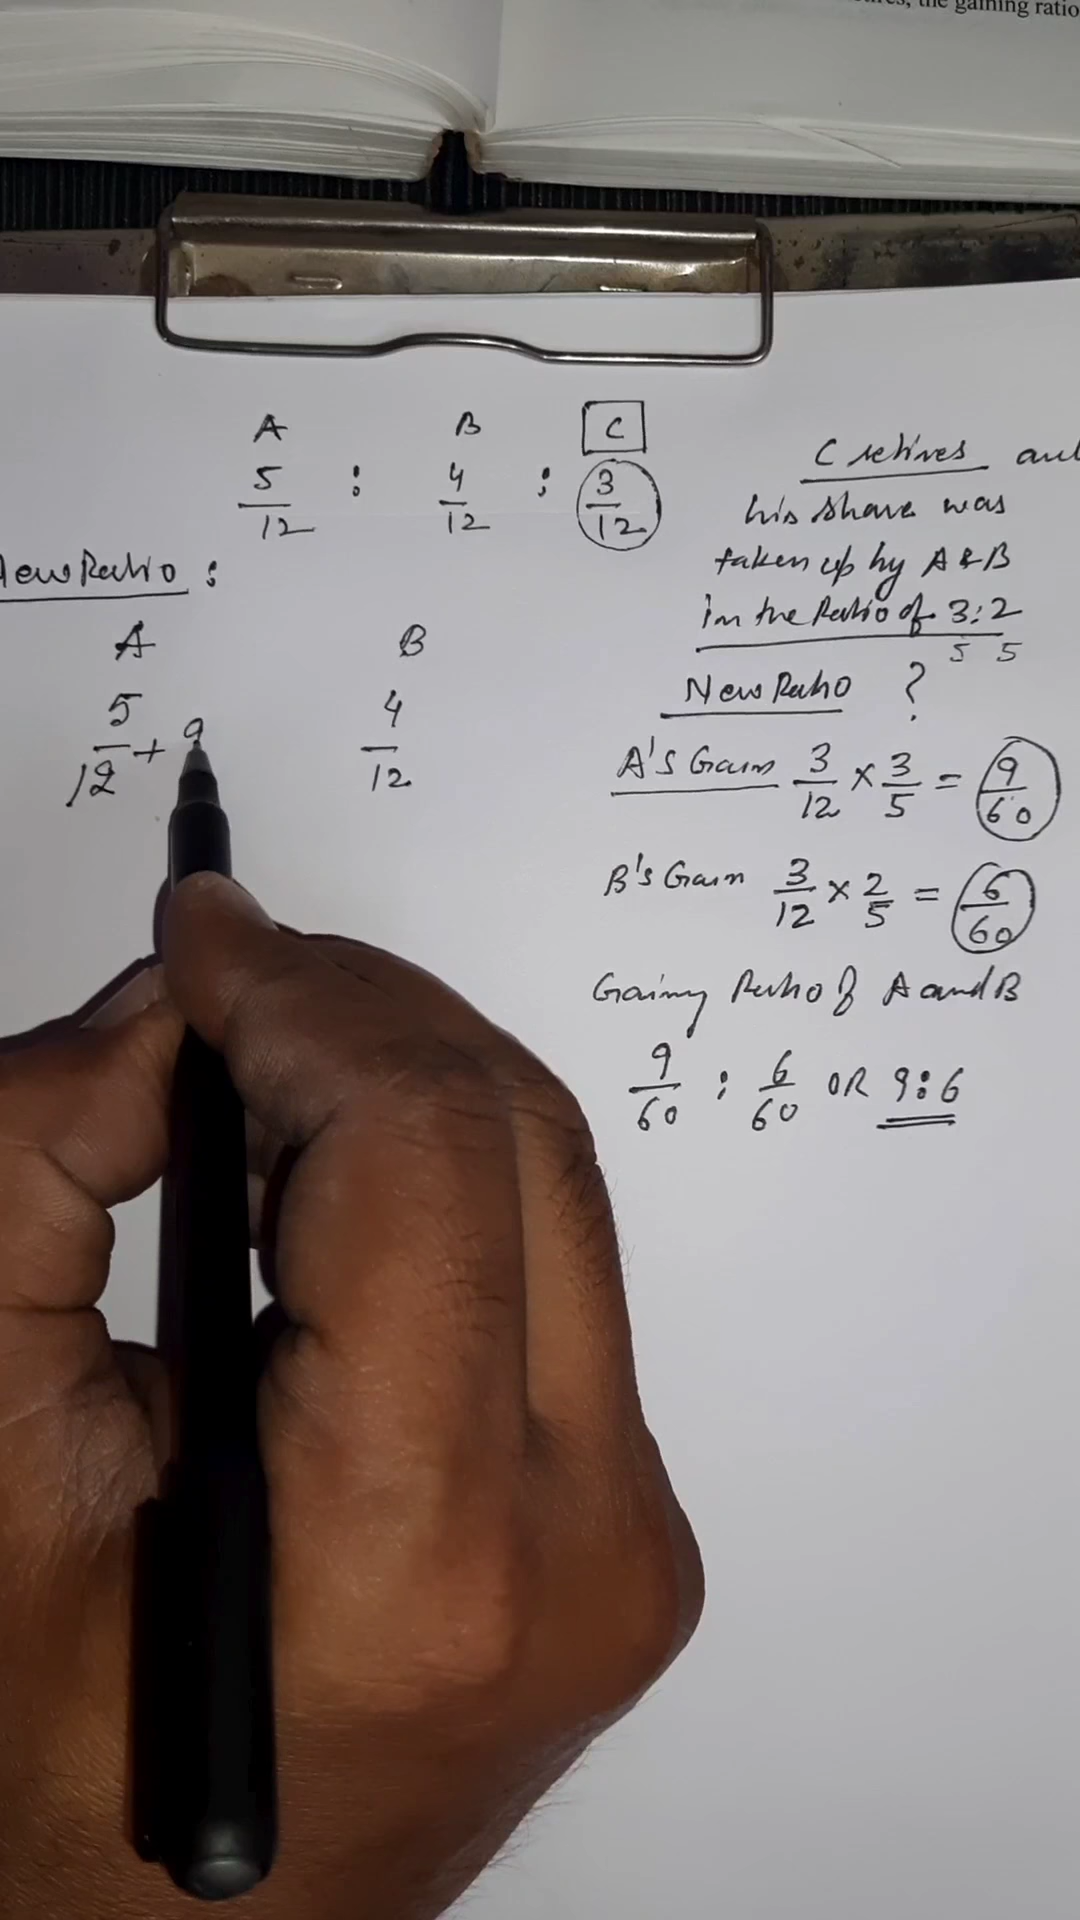 the gaining ratio
A B C
5/12 : 4/12 : 3/12
C retires and
his share was
taken up by A & B
in the Ratio of 3:2
5 5
New Ratio ?
A's Gain 3/12 × 3/5 = 9/60
B's Gain 3/12 × 2/5 = 6/60
Gaining Ratio of A and B
9/60 : 6/60 OR 9:6
New Ratio :
A B
5/12 + 9 4/12